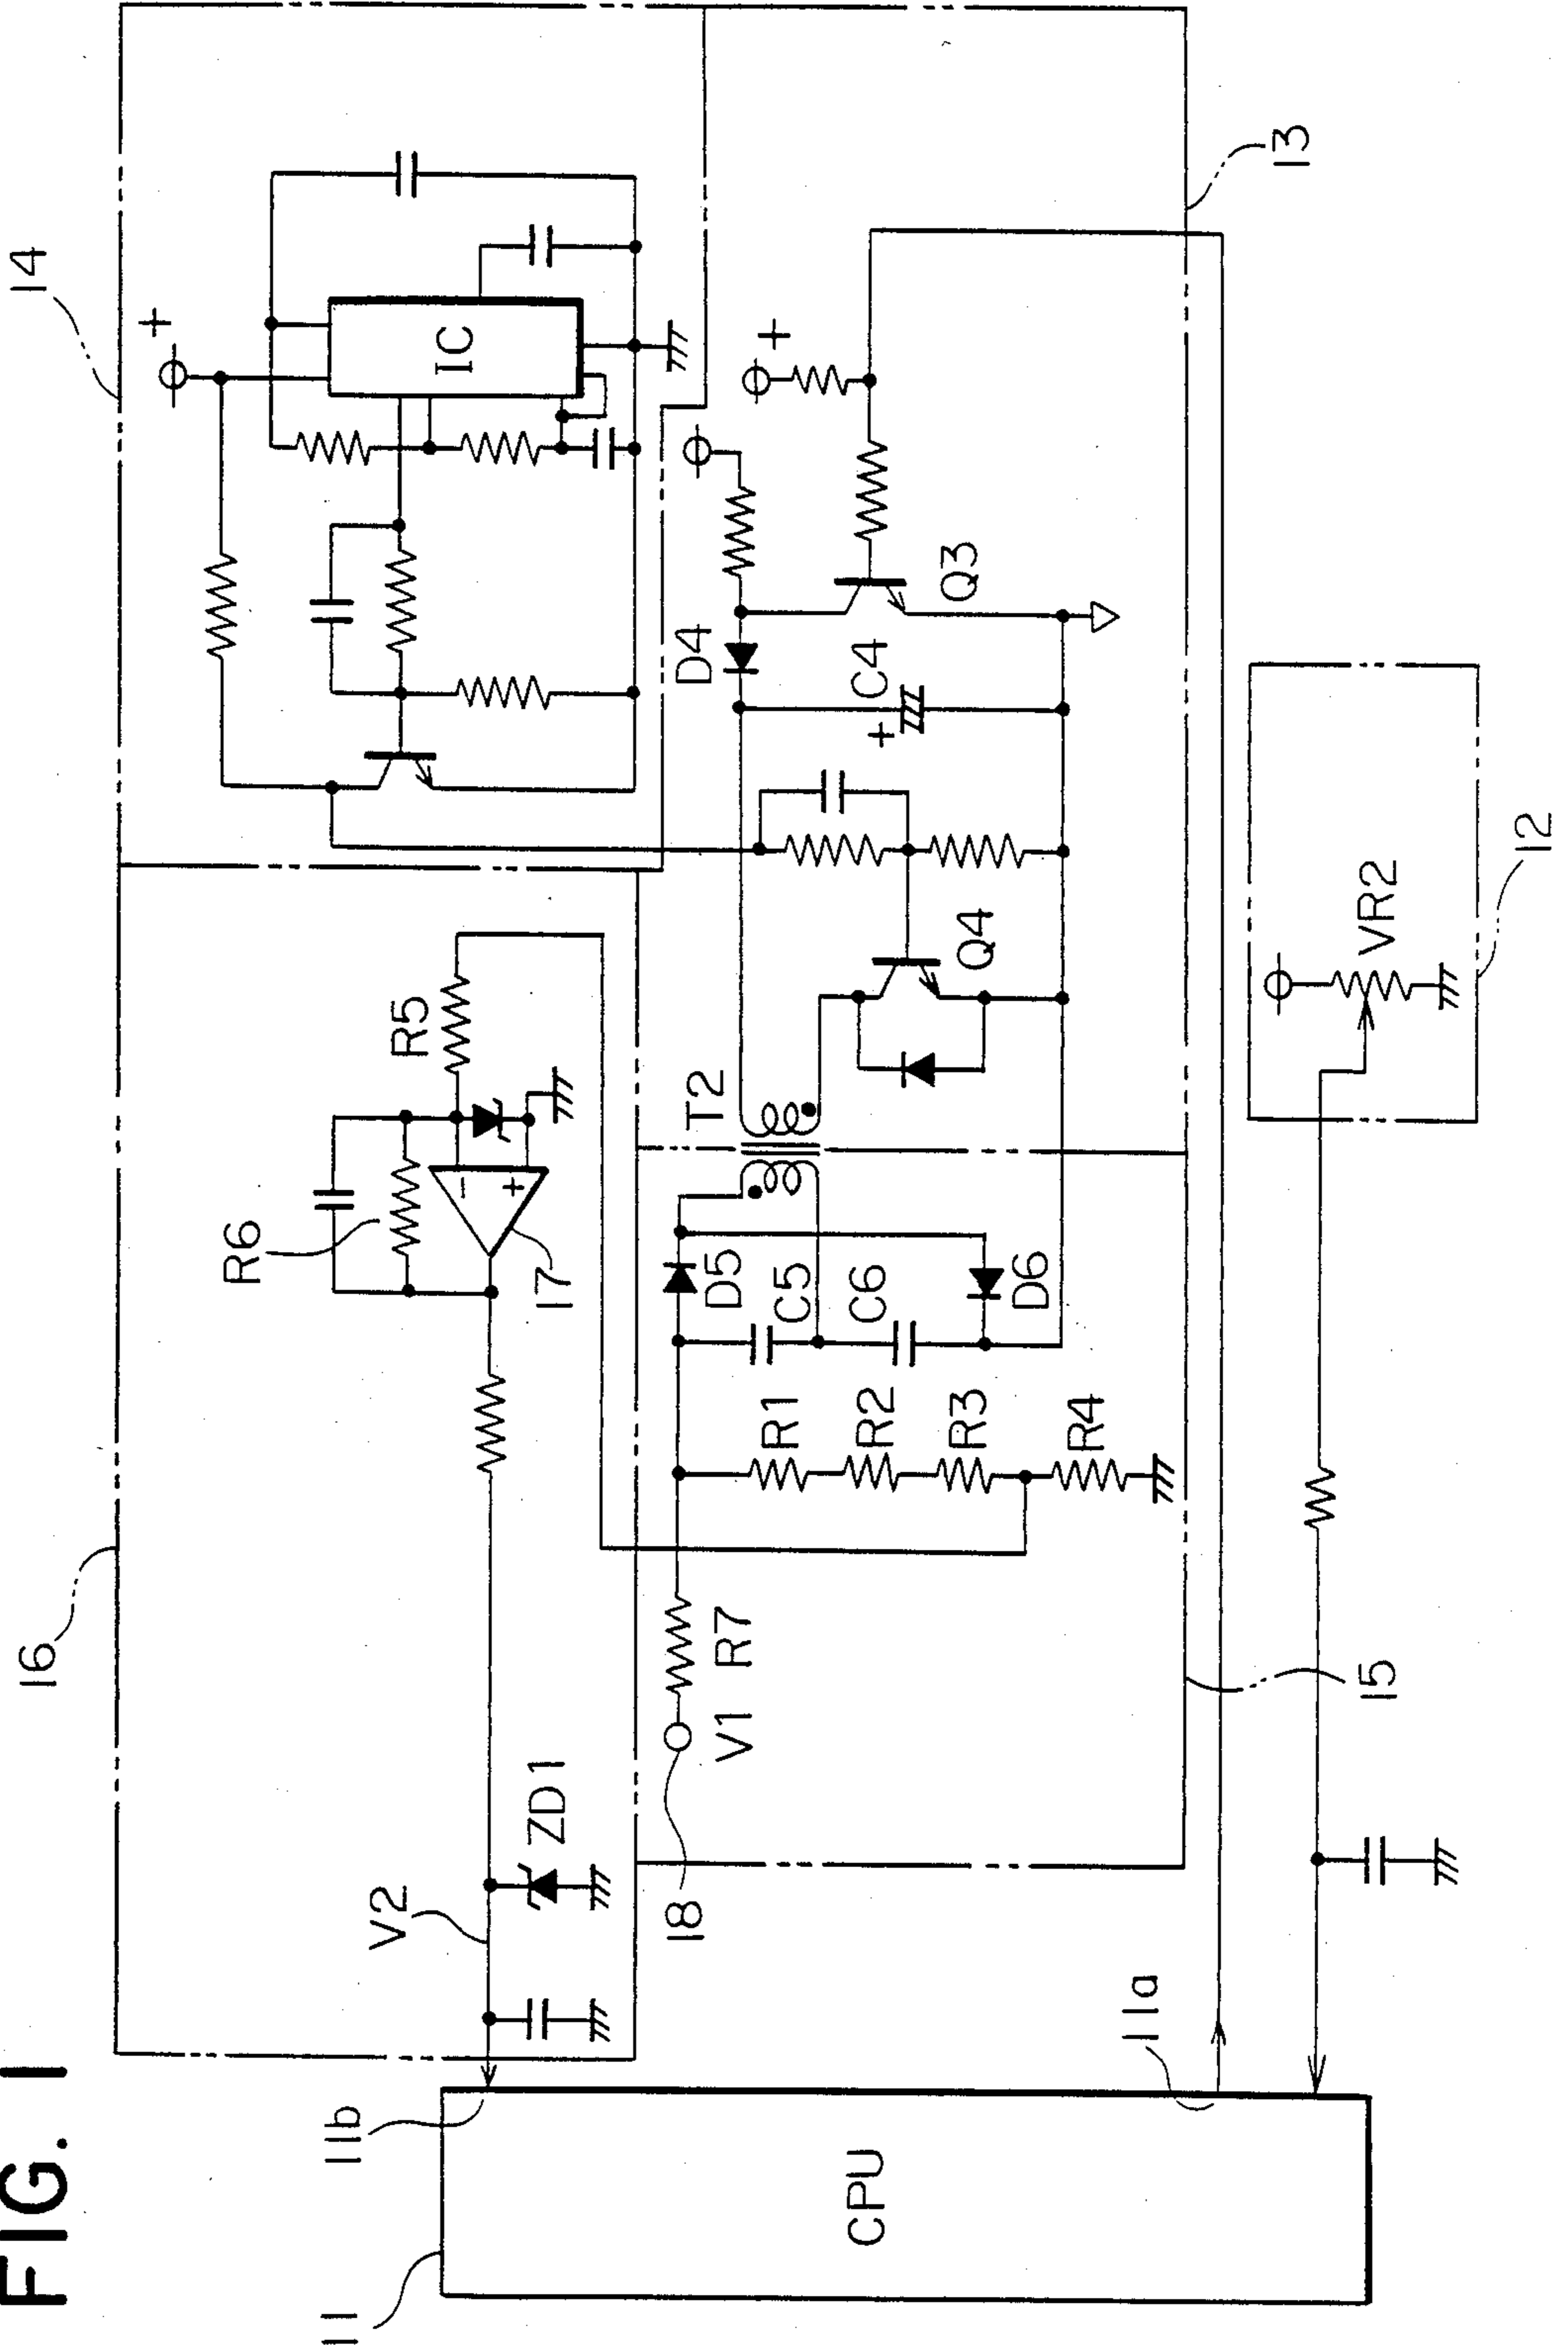 FIG. 1
14
+
IC
16
R5
R6
-
+
17
V2
ZD1
11b
11
CPU
11a
18
V1
R7
R1
R2
R3
R4
D5
C5
C6
D6
T2
Q4
D4
C4
+
Q3
+
13
15
VR2
12